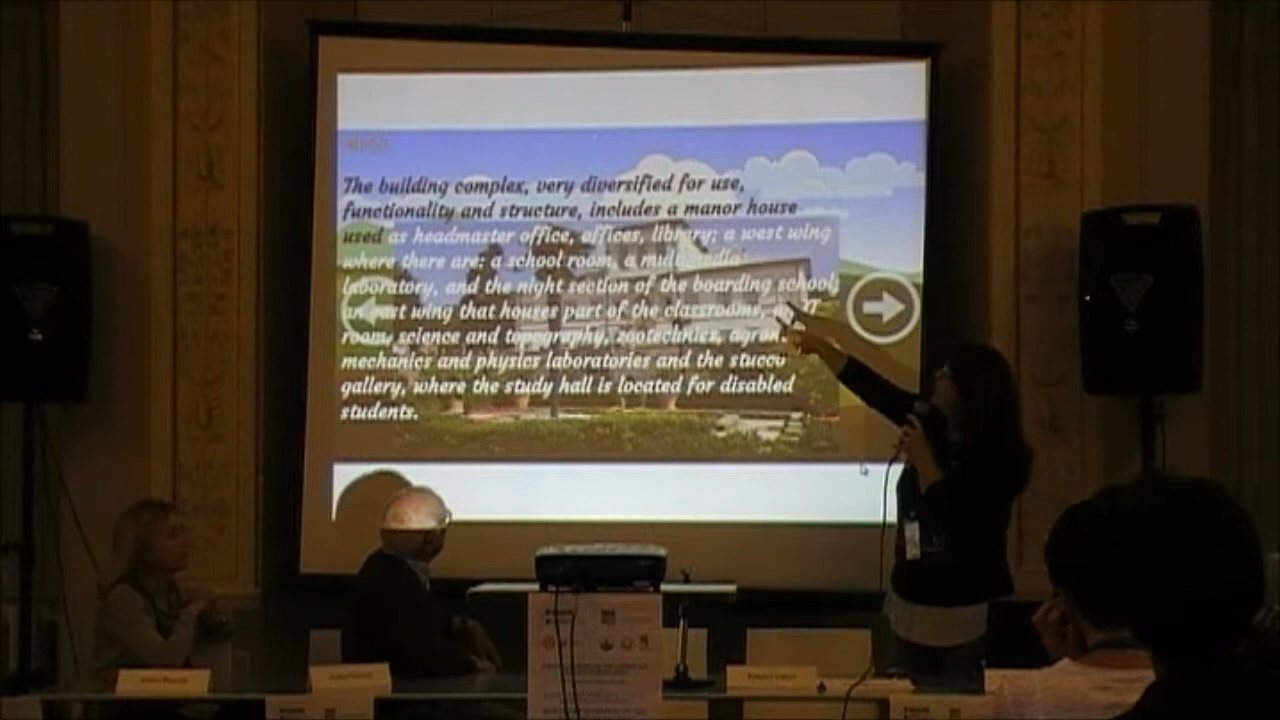 The building complex, very diversified for use,
functionality and structure, includes a manor house
used as headmaster office, offices, library; a west wing
where there are: a school room, a multimedia
laboratory, and the night section of the boarding school;
an east wing that houses part of the classrooms, an IT
room, science and topography, zootechnics, agron.
mechanics and physics laboratories and the stucco
gallery, where the study hall is located for disabled
students.